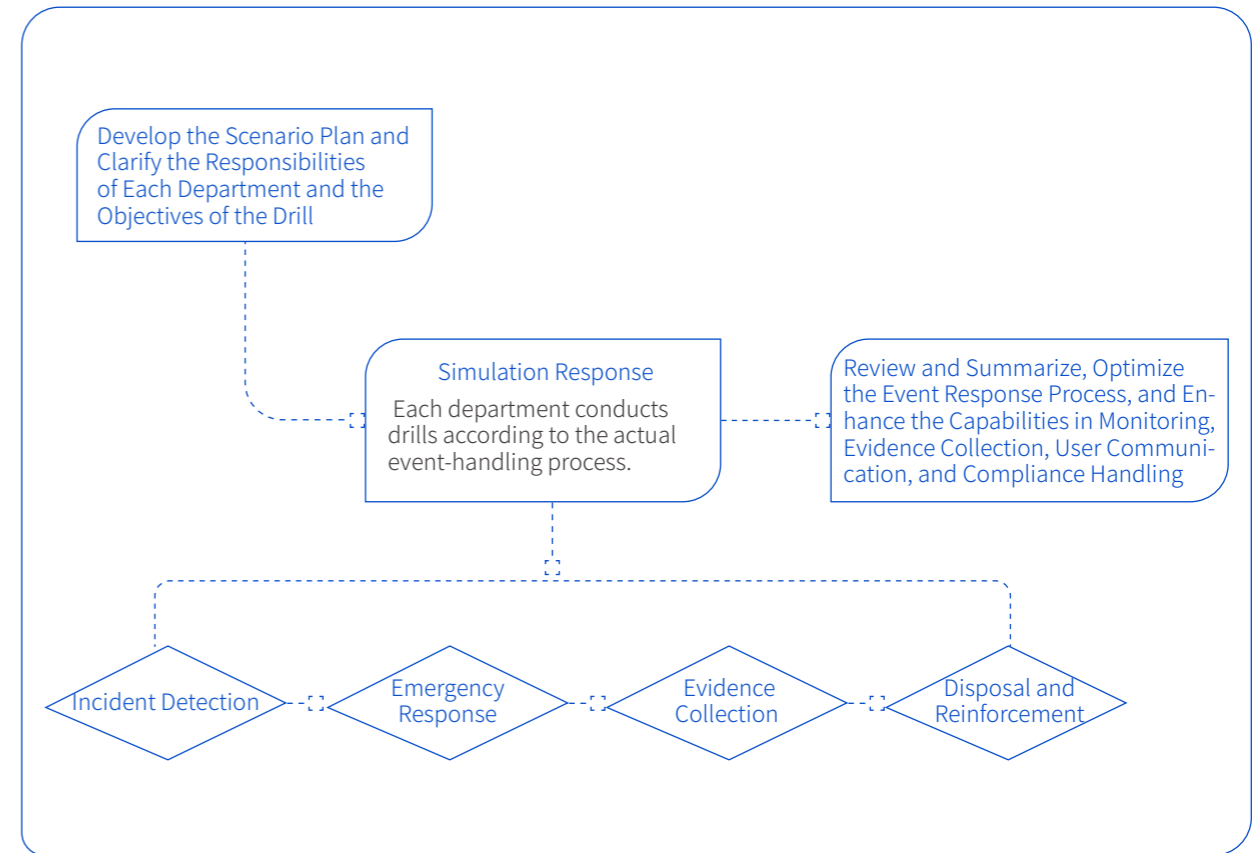 Develop the Scenario Plan and
Clarify the Responsibilities
of Each Department and the
Objectives of the Drill
Simulation Response
Each department conducts
drills according to the actual
event-handling process.
Review and Summarize, Optimize
the Event Response Process, and En-
hance the Capabilities in Monitoring,
Evidence Collection, User Communi-
cation, and Compliance Handling
Incident Detection
Emergency
Response
Evidence
Collection
Disposal and
Reinforcement